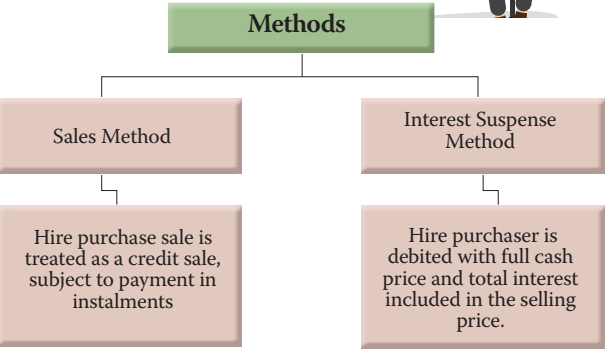 Methods
Sales Method
Interest Suspense
Method
Hire purchase sale is
treated as a credit sale,
subject to payment in
instalments
Hire purchaser is
debited with full cash
price and total interest
included in the selling
price.